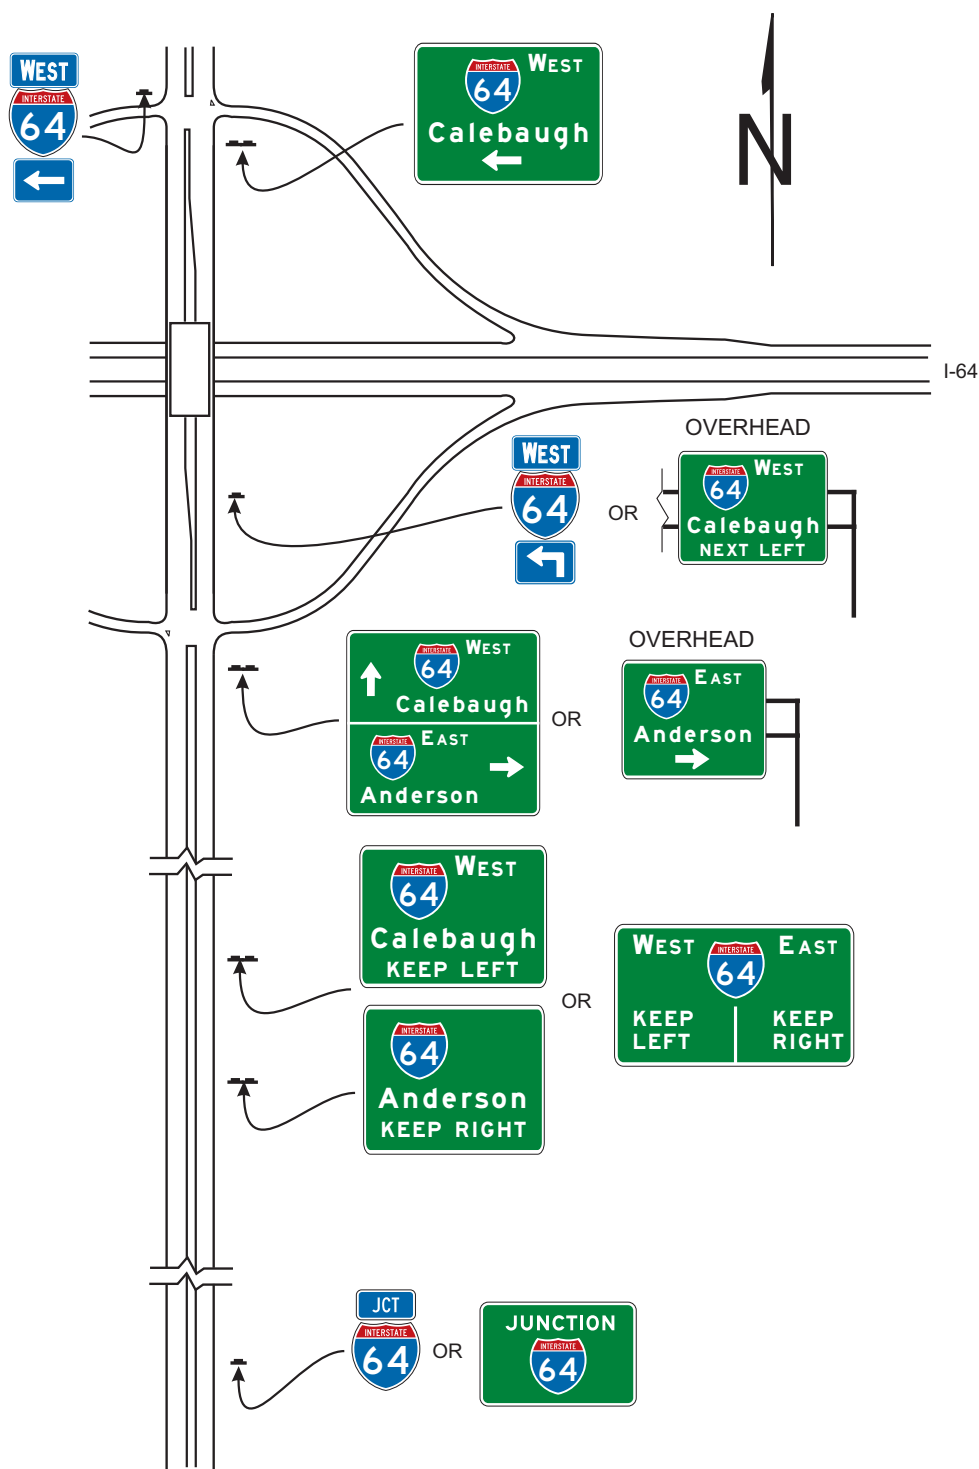 WEST
INTERSTATE
64
INTERSTATE
64
WEST
Calebaugh
N
I-64
OVERHEAD
WEST
INTERSTATE
64
OR
INTERSTATE
64
WEST
Calebaugh
NEXT LEFT
INTERSTATE
64
WEST
Calebaugh
INTERSTATE
64
EAST
Anderson
OR
OVERHEAD
INTERSTATE
64
EAST
Anderson
INTERSTATE
64
WEST
Calebaugh
KEEP LEFT
INTERSTATE
64
Anderson
KEEP RIGHT
OR
WEST
INTERSTATE
64
EAST
KEEP
LEFT
KEEP
RIGHT
JCT
INTERSTATE
64
OR
JUNCTION
INTERSTATE
64